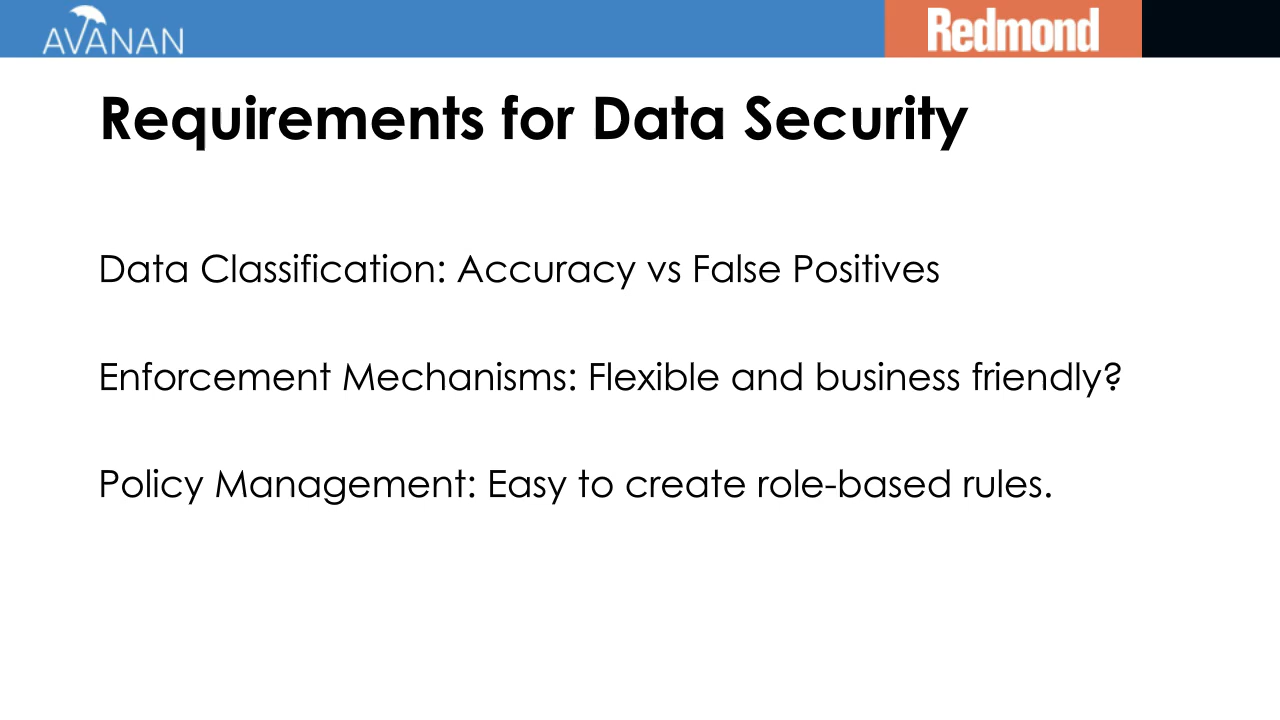 AVANAN
Redmond
Requirements for Data Security
Data Classification: Accuracy vs False Positives
Enforcement Mechanisms: Flexible and business friendly?
Policy Management: Easy to create role-based rules.